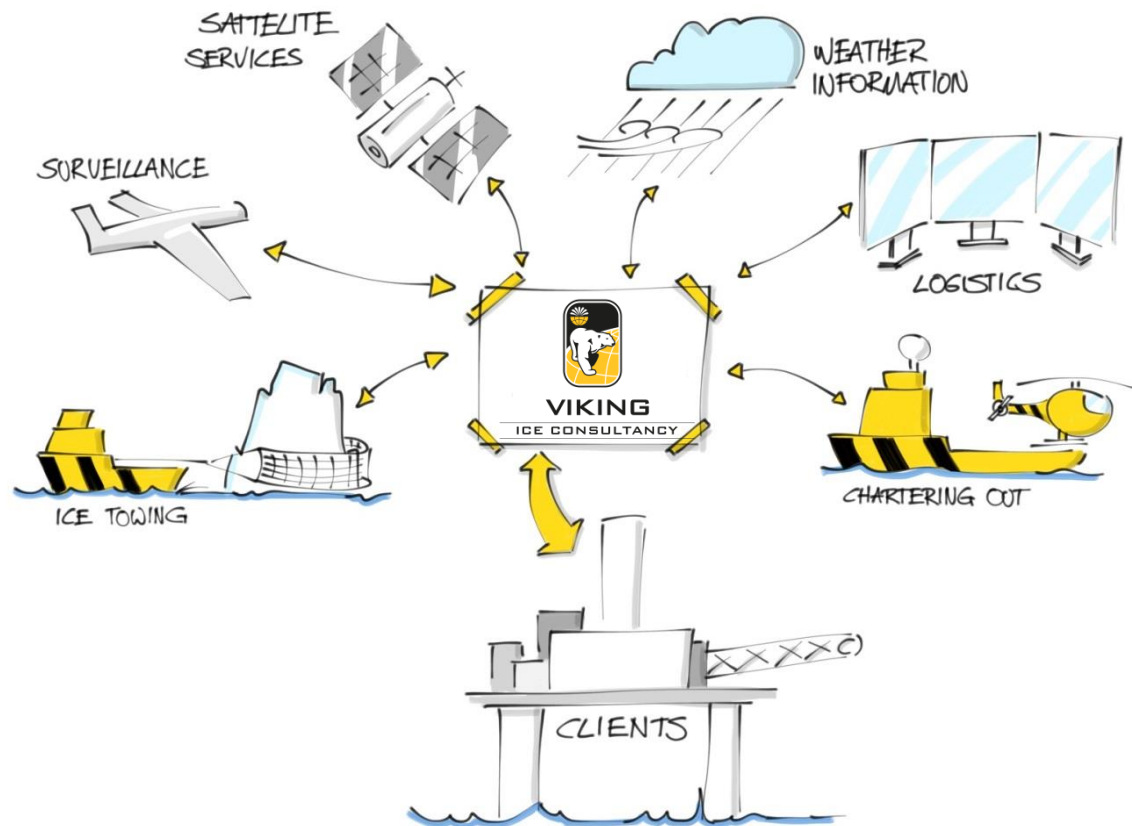 SATTELITE
SERVICES
WEATHER
INFORMATION
SURVEILLANCE
LOGISTICS
VIKING
ICE CONSULTANCY
ICE TOWING
CHARTERING OUT
CLIENTS